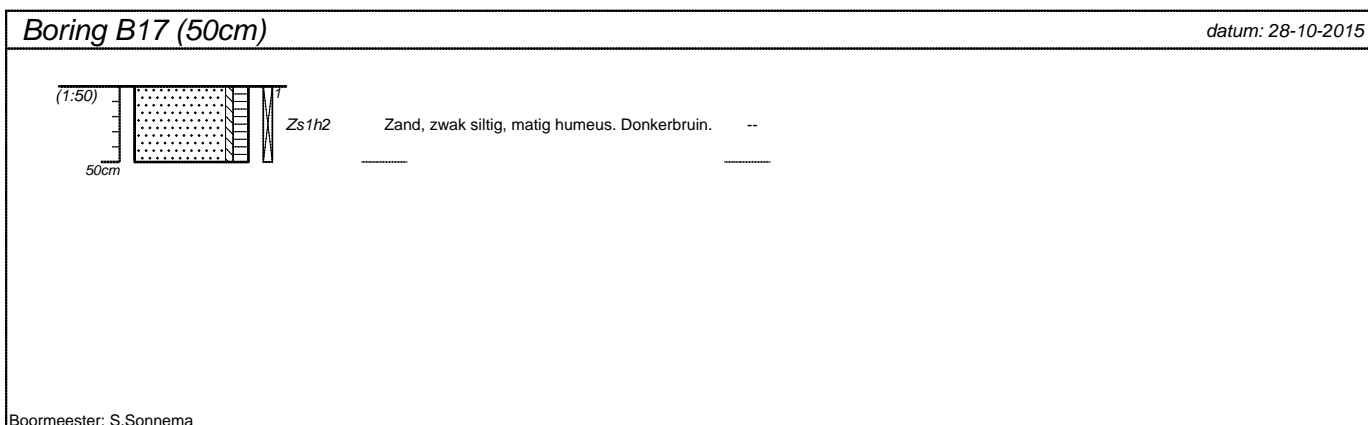 Boring B17 (50cm) datum: 28-10-2015
(1:50) 1
Zs1h2 Zand, zwak siltig, matig humeus. Donkerbruin. --
50cm
Boormeester: S.Sonnema